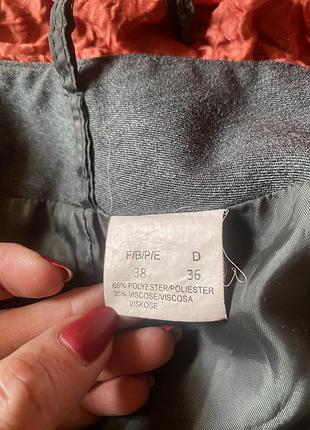 F/B/P/E D
38 36
65% POLYESTER/POLIESTER
35% VISCOSE/VISCOSA
VISKOSE